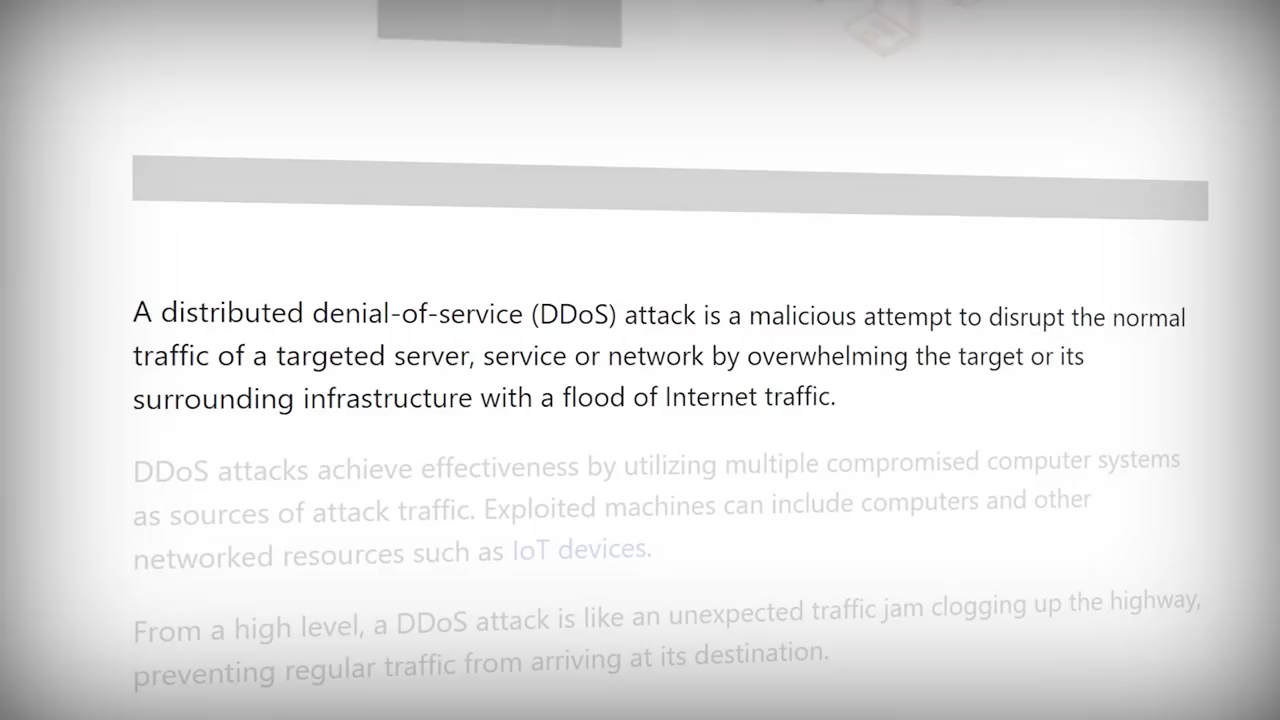 A distributed denial-of-service (DDoS) attack is a malicious attempt to disrupt the normal
traffic of a targeted server, service or network by overwhelming the target or its
surrounding infrastructure with a flood of Internet traffic.
DDoS attacks achieve effectiveness by utilizing multiple compromised computer systems
as sources of attack traffic. Exploited machines can include computers and other
networked resources such as IoT devices.
From a high level, a DDoS attack is like an unexpected traffic jam clogging up the highway,
preventing regular traffic from arriving at its destination.